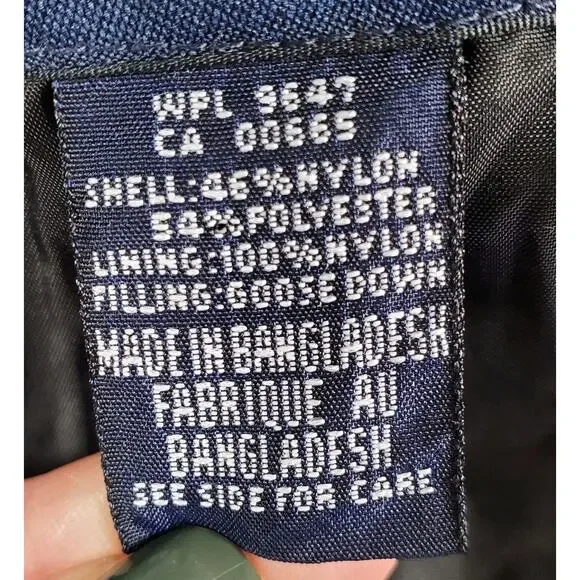 WPL 9647
CA 00665
SHELL:46%NYLON
54%POLYESTER
LINING:100%NYLON
FILLING:GOOSE DOWN
MADE IN BANGLADESH
FABRIQUE AU
BANGLADESH
SEE SIDE FOR CARE